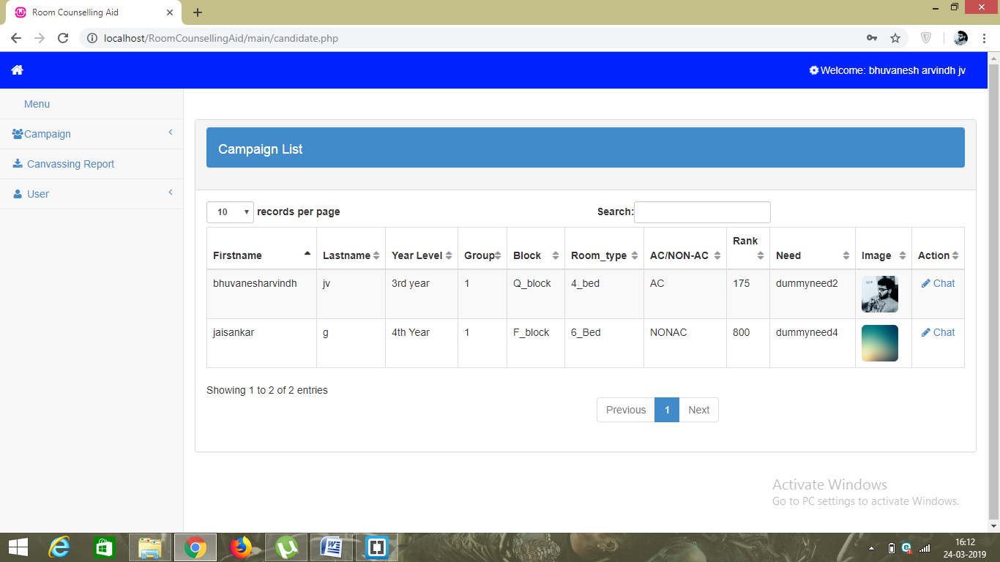 Room Counselling Aid
localhost/RoomCounsellingAid/main/candidate.php
Welcome: bhuvanesh arvindh jv
Menu
Campaign
Canvassing Report
User
Campaign List
10 records per page Search:
Firstname Lastname Year Level Group Block Room_type AC/NON-AC Rank Need Image Action
bhuvanesharvindh jv 3rd year 1 Q_block 4_bed AC 175 dummyneed2 Chat
jaisankar g 4th Year 1 F_block 6_Bed NONAC 800 dummyneed4 Chat
Showing 1 to 2 of 2 entries
Previous 1 Next
Activate Windows
Go to PC settings to activate Windows.
16:12
24-03-2019